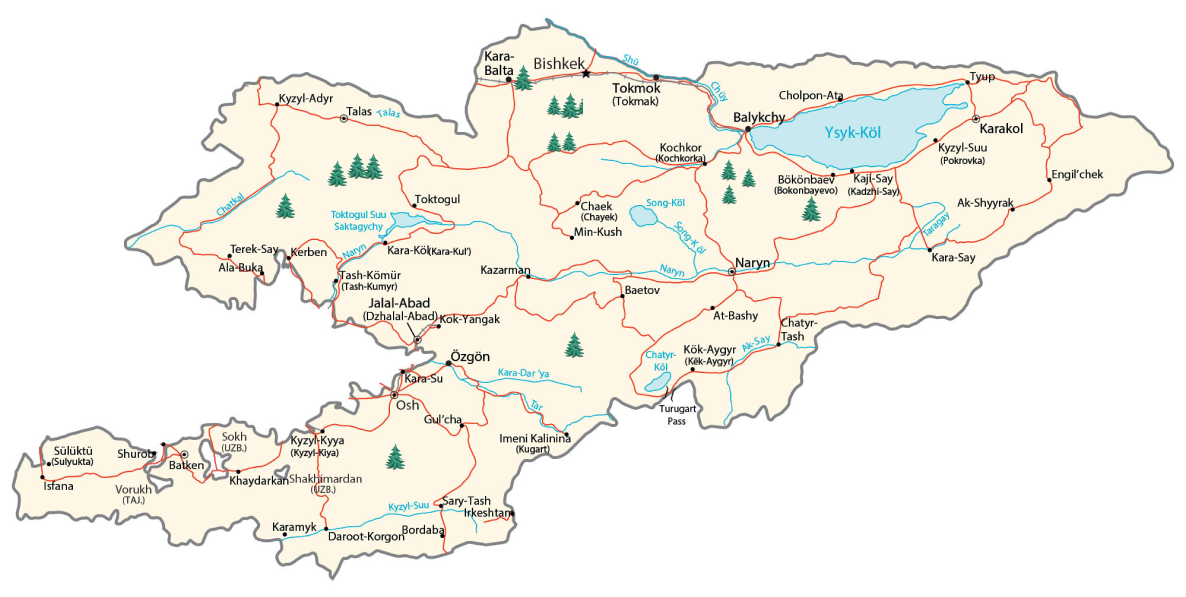 Kara-
Balta
Bishkek
Shü
Tokmok
(Tokmak)
Chüy
Tyup
Cholpon-Ata
Kyzyl-Adyr
Talas
Talas
Balykchy
Ysyk-Köl
Karakol
Kochkor
(Kochkorka)
Kyzyl-Suu
(Pokrovka)
Bökönbaev
(Bokonbayevo)
Kajl-Say
(Kadzhi-Say)
Engil’chek
Chatkal
Toktogul
Toktogul Suu
Saktagychy
Chaek
(Chayek)
Song-Köl
Ak-Shyyrak
Min-Kush
Song-Köl
Taragay
Terek-Say
Kerben
Naryn
Kara-Köl
(Kara-Kul')
Kara-Say
Ala-Buka
Tash-Kömür
(Tash-Kumyr)
Kazarman
Naryn
Naryn
Baetov
Jalal-Abad
(Dzhalal-Abad)
Kok-Yangak
At-Bashy
Chatyr-
Tash
Özgön
Kök-Aygyr
(Këk-Aygyr)
Ak-Say
Chatyr-
Köl
Kara-Su
Kara-Dar ’ya
Osh
Tar
Turugart
Pass
Gul’cha
Imeni Kalinina
(Kugart)
Sokh
(UZB.)
Kyzyl-Kyya
(Kyzyl-Kiya)
Sülüktü
(Sulyukta)
Shurob
Batken
Isfana
Vorukh
(TAJ.)
Khaydarkan
Shakhimardan
(UZB.)
Kyzyl-Suu
Sary-Tash
Irkeshtam
Karamyk
Daroot-Korgon
Bordaba